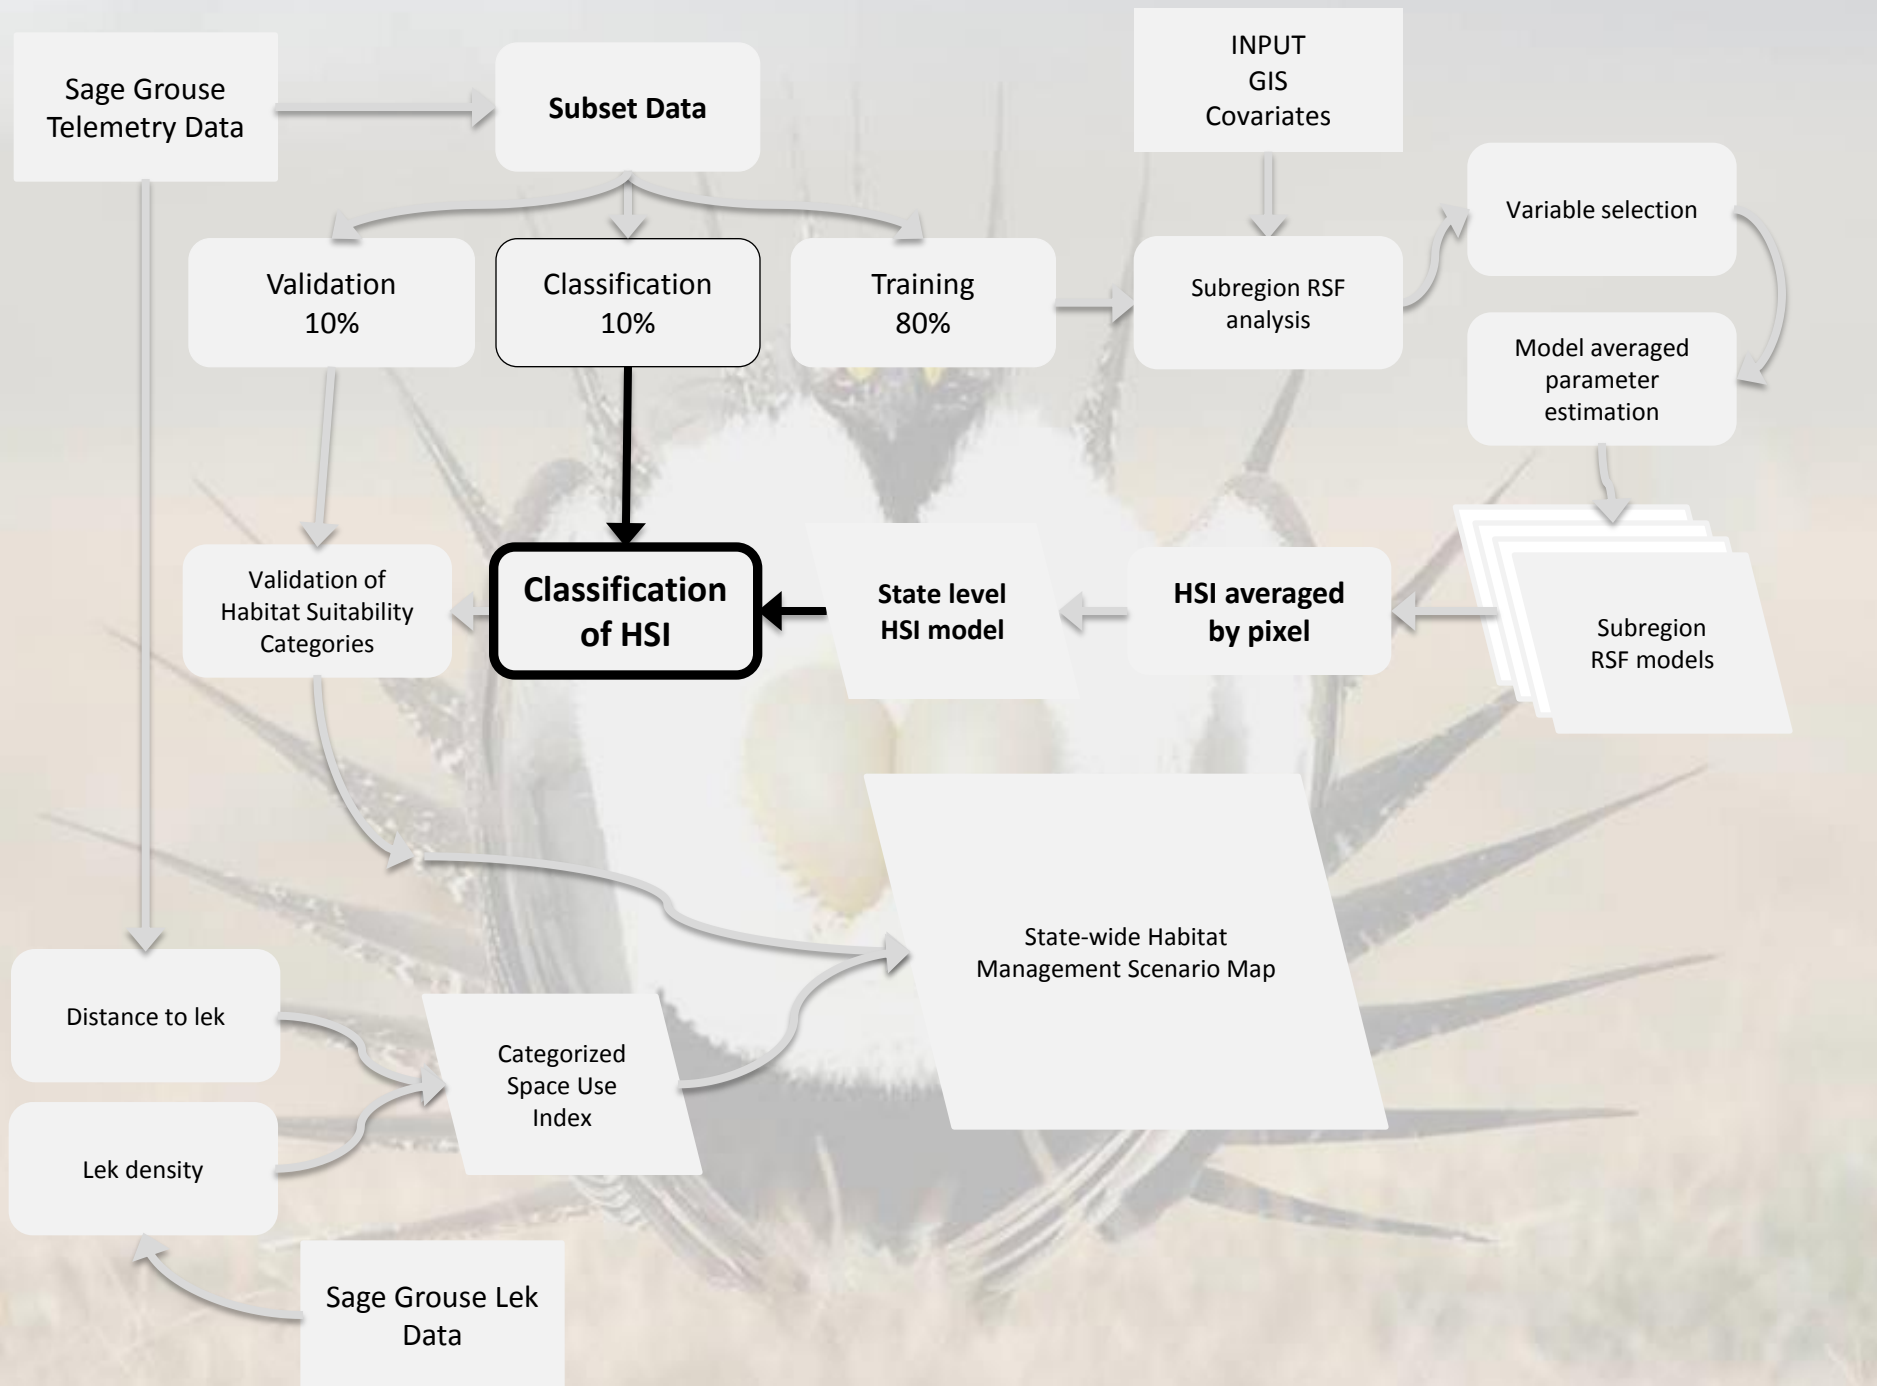 Sage Grouse
Telemetry Data
Subset Data
INPUT
GIS
Covariates
Variable selection
Validation
10%
Classification
10%
Training
80%
Subregion RSF
analysis
Model averaged
parameter
estimation
Validation of
Habitat Suitability
Categories
Classification
of HSI
State level
HSI model
HSI averaged
by pixel
Subregion
RSF models
State-wide Habitat
Management Scenario Map
Distance to lek
Categorized
Space Use
Index
Lek density
Sage Grouse Lek
Data